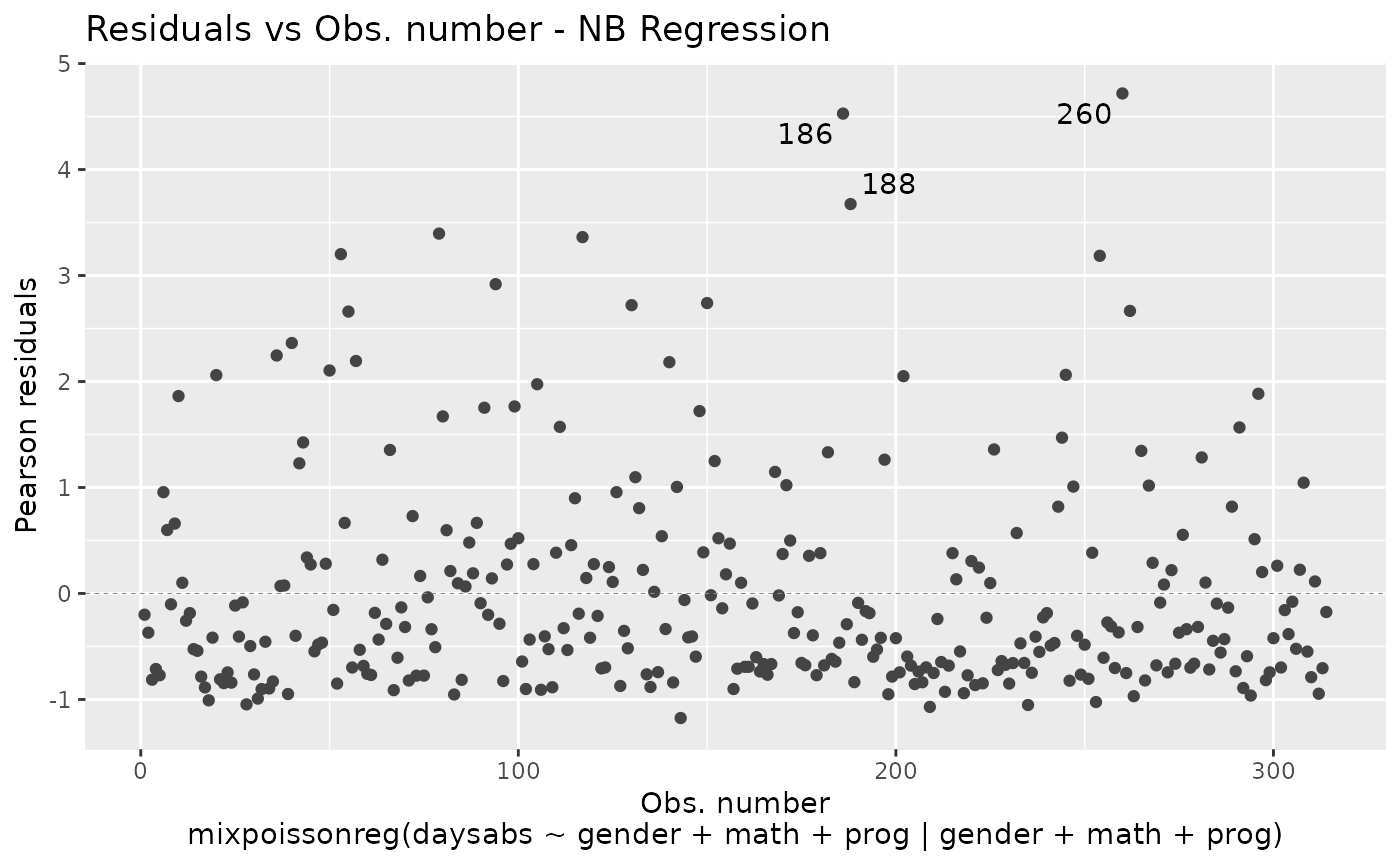 Residuals vs Obs. number - NB Regression
5
4
3
2
1
0
-1
Pearson residuals
186
188
260
0 100 200 300
Obs. number
mixpoissonreg(daysabs ~ gender + math + prog | gender + math + prog)